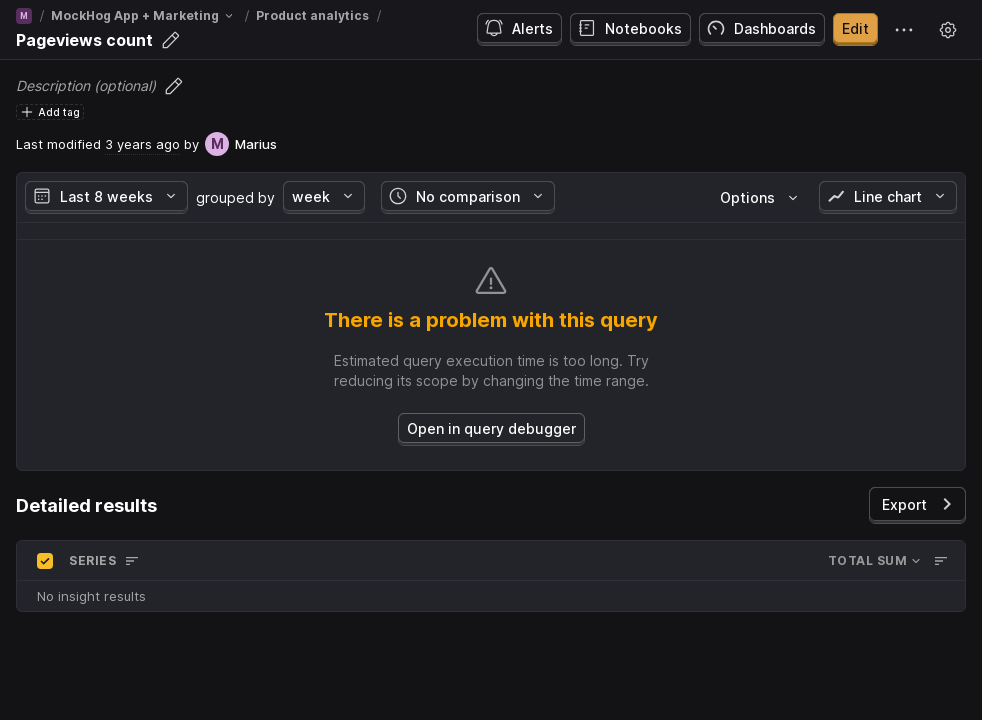 M / MockHog App + Marketing / Product analytics /
Pageviews count
Alerts
Notebooks
Dashboards
Edit
Description (optional)
Add tag
Last modified 3 years ago by M Marius
Last 8 weeks grouped by week No comparison Options Line chart
There is a problem with this query
Estimated query execution time is too long. Try
reducing its scope by changing the time range.
Open in query debugger
Detailed results
Export
SERIES TOTAL SUM
No insight results